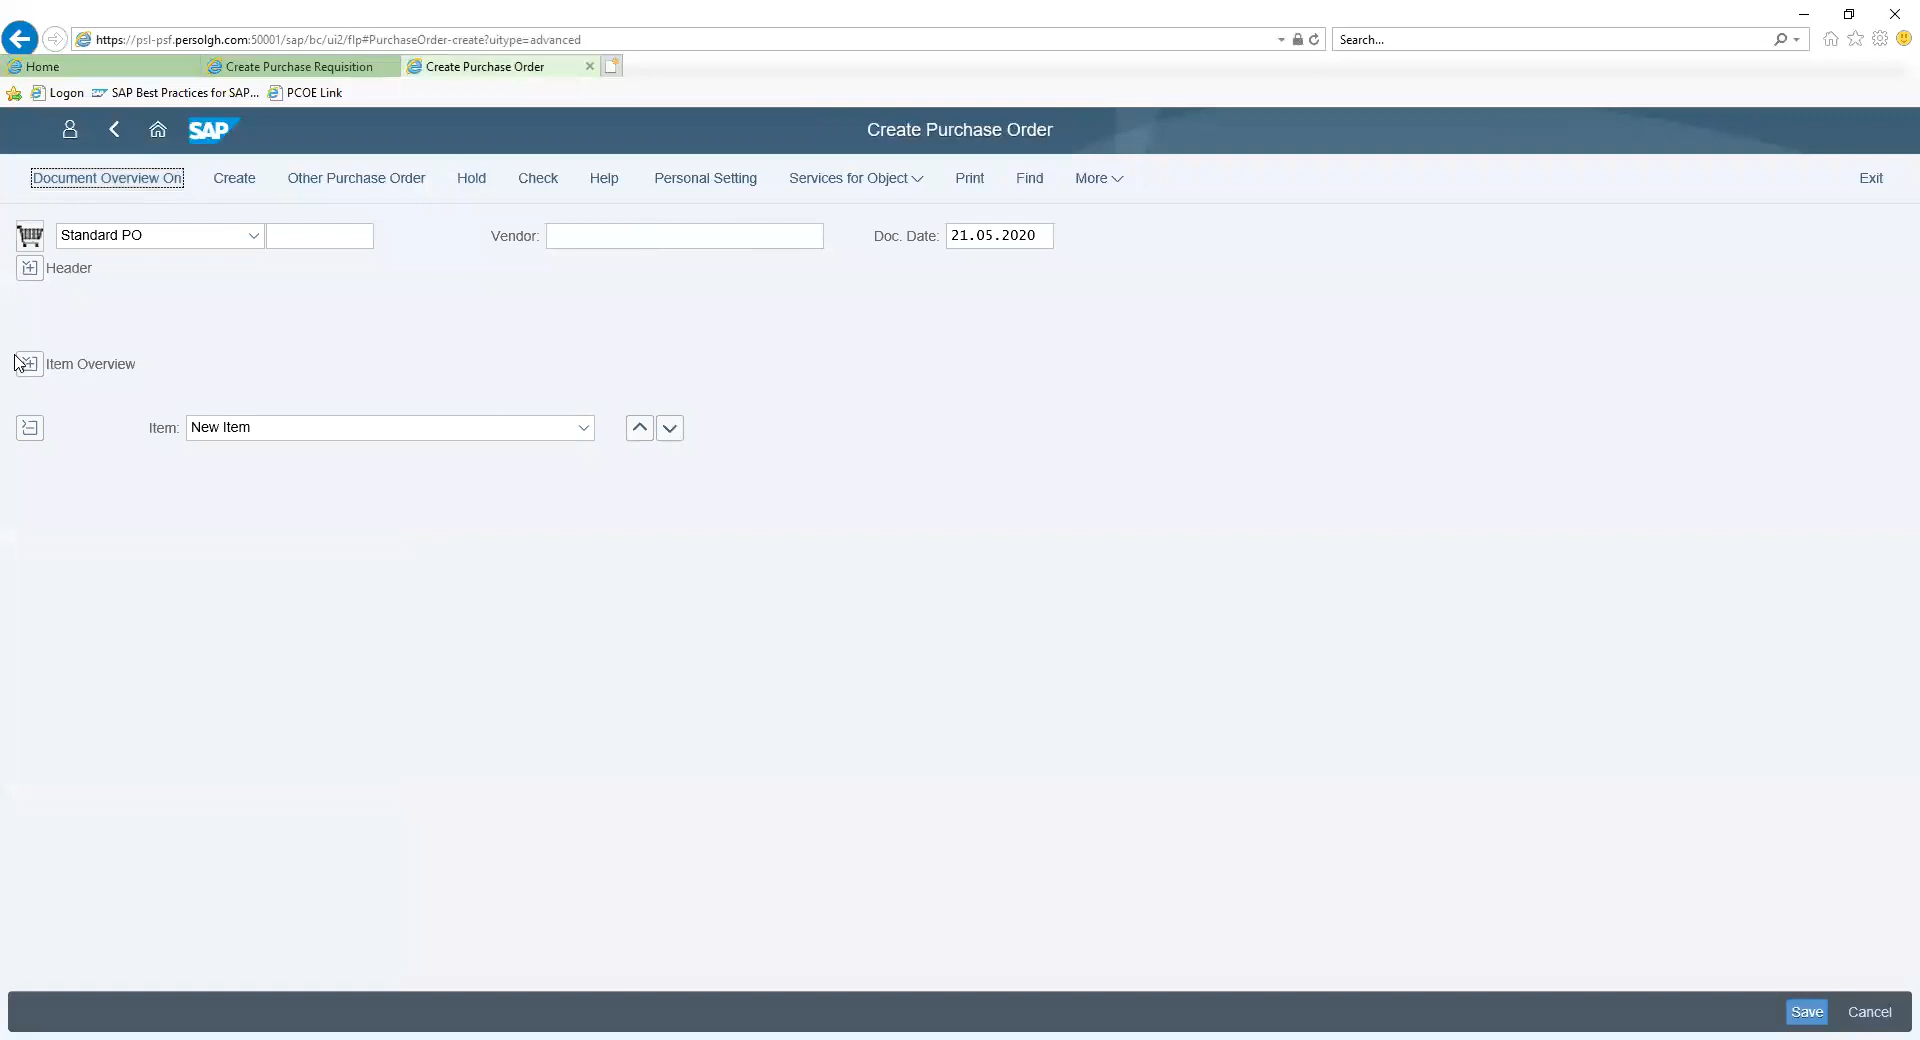 https://psl-psf.persolgh.com:50001/sap/bc/ui2/flp#PurchaseOrder-create?uitype=advanced
Search...
Home
Create Purchase Requisition
Create Purchase Order
Logon
SAP Best Practices for SAP...
PCOE Link
SAP
Create Purchase Order
Document Overview On
Create
Other Purchase Order
Hold
Check
Help
Personal Setting
Services for Object
Print
Find
More
Exit
Standard PO
Vendor:
Doc. Date: 21.05.2020
Header
Item Overview
Item: New Item
Save
Cancel